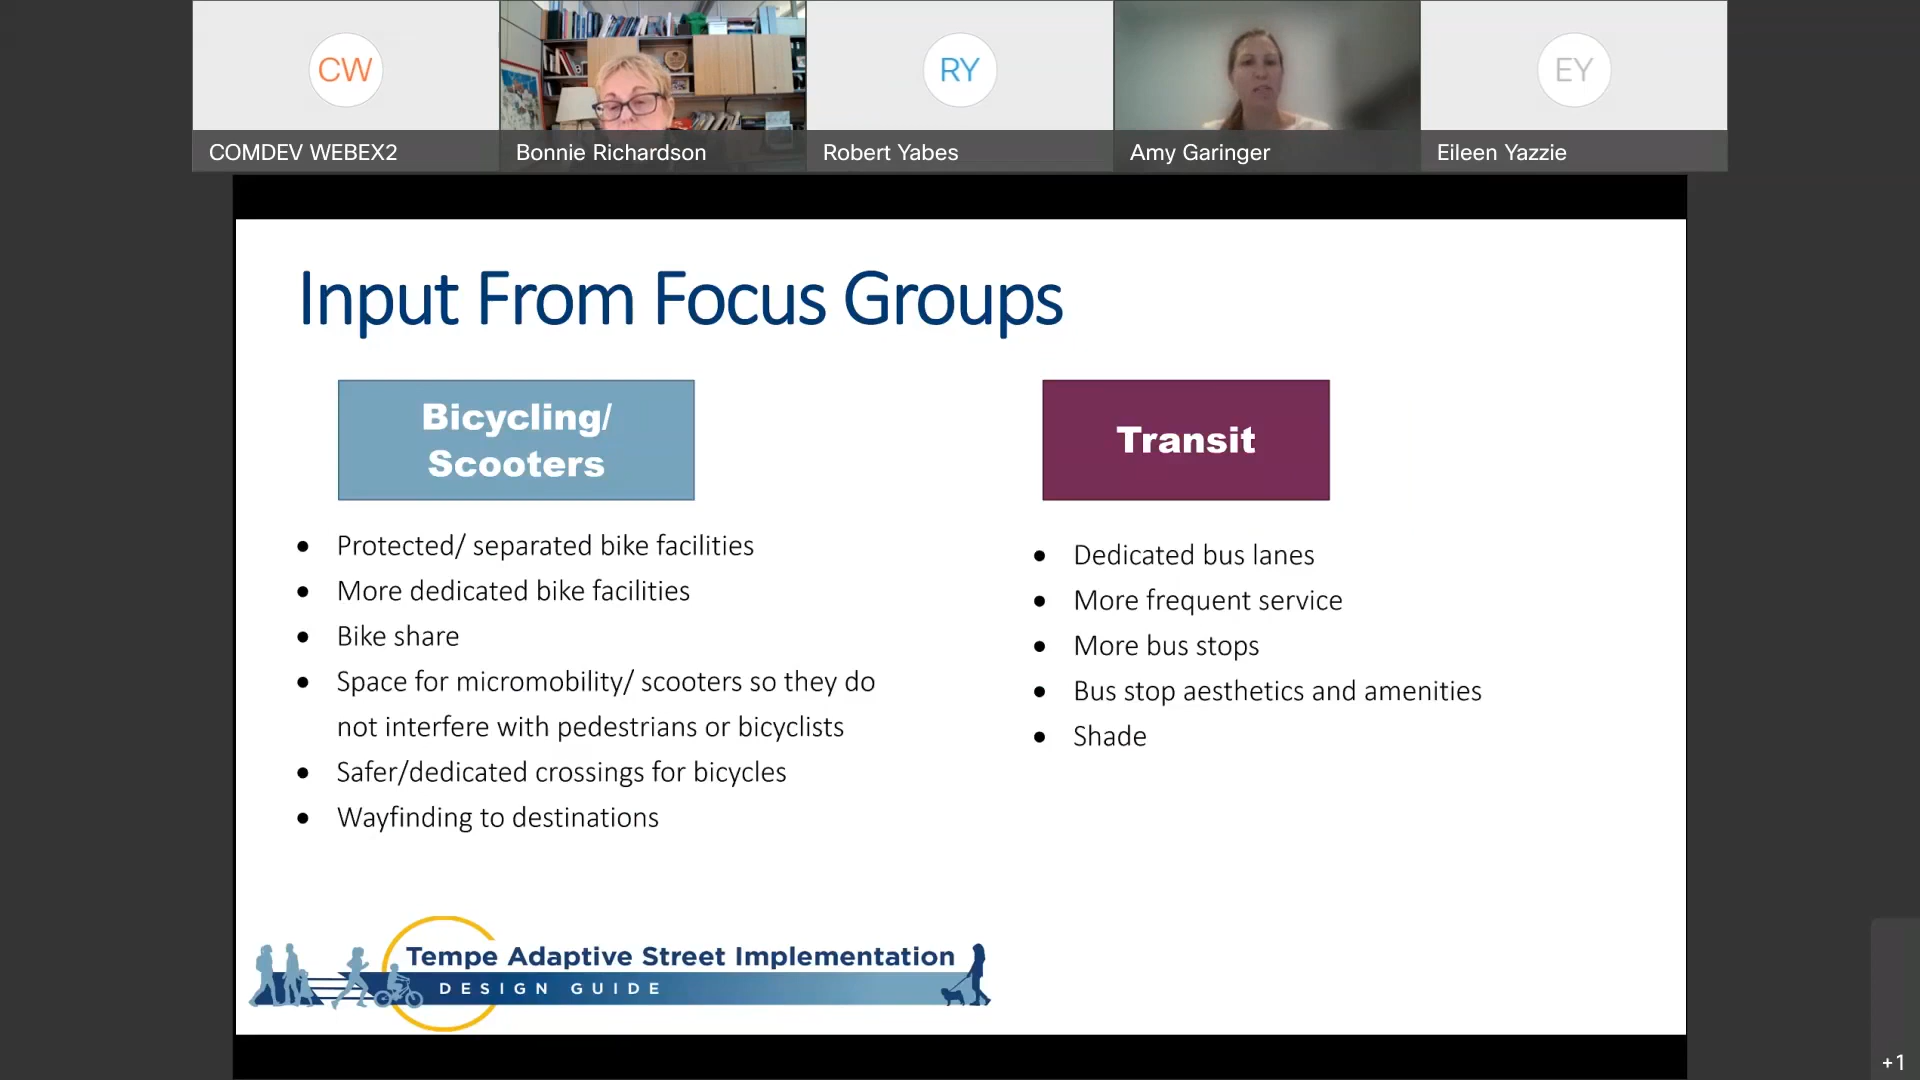 CW
RY
EY
COMDEV WEBEX2
Bonnie Richardson
Robert Yabes
Amy Garinger
Eileen Yazzie
Input From Focus Groups
Bicycling/
Scooters
• Protected/ separated bike facilities
• More dedicated bike facilities
• Bike share
• Space for micromobility/ scooters so they do
not interfere with pedestrians or bicyclists
• Safer/dedicated crossings for bicycles
• Wayfinding to destinations
Transit
• Dedicated bus lanes
• More frequent service
• More bus stops
• Bus stop aesthetics and amenities
• Shade
Tempe Adaptive Street Implementation
DESIGN GUIDE
+1